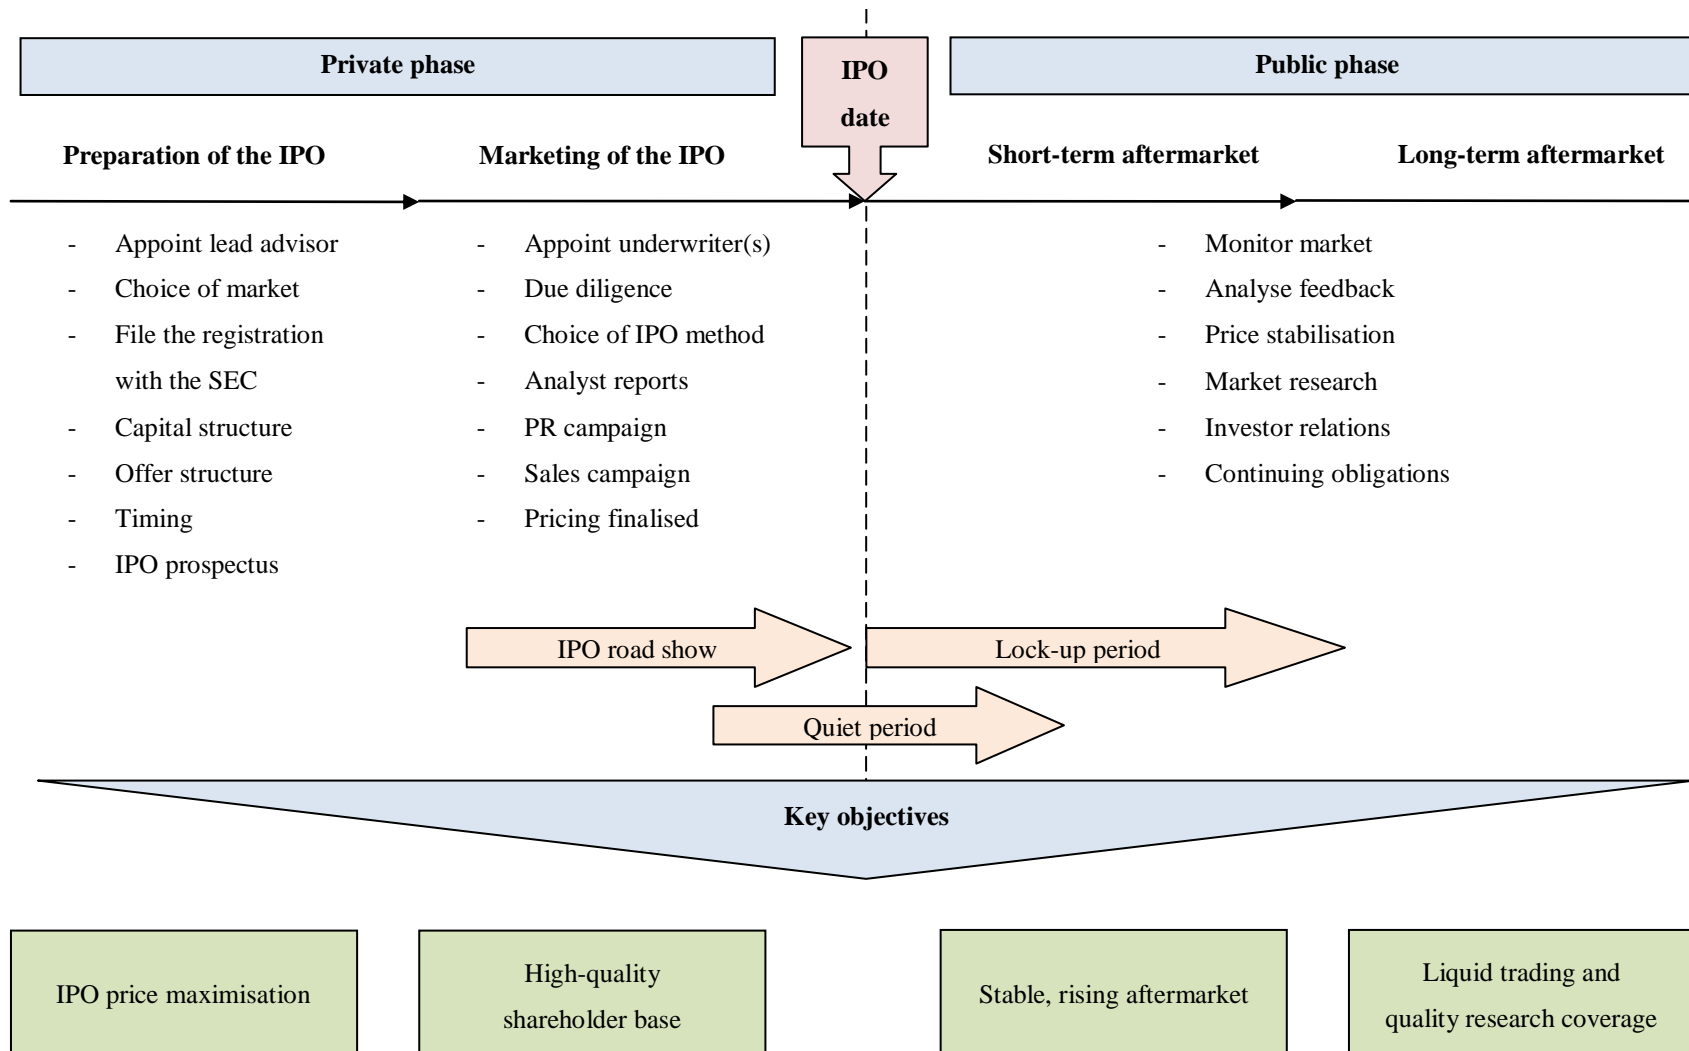 Private phase
IPO
date
Public phase
Preparation of the IPO
Marketing of the IPO
Short-term aftermarket
Long-term aftermarket
- Appoint lead advisor
- Choice of market
- File the registration
with the SEC
- Capital structure
- Offer structure
- Timing
- IPO prospectus
- Appoint underwriter(s)
- Due diligence
- Choice of IPO method
- Analyst reports
- PR campaign
- Sales campaign
- Pricing finalised
- Monitor market
- Analyse feedback
- Price stabilisation
- Market research
- Investor relations
- Continuing obligations
IPO road show
Lock-up period
Quiet period
Key objectives
IPO price maximisation
High-quality
shareholder base
Stable, rising aftermarket
Liquid trading and
quality research coverage